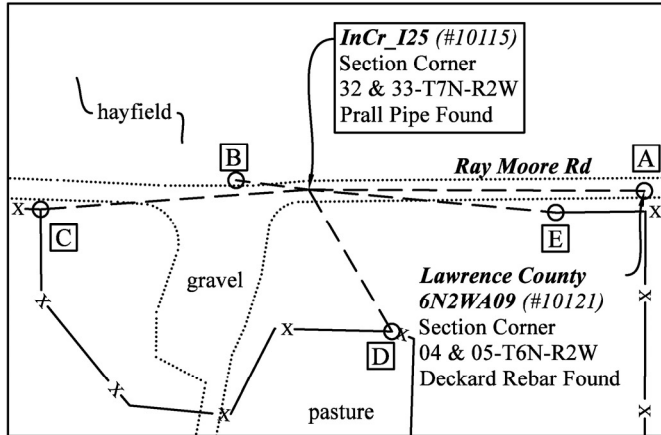 InCr_I25 (#10115)
Section Corner
32 & 33-T7N-R2W
Prall Pipe Found
hayfield
B
Ray Moore Rd
A
X
C
X
E
gravel
Lawrence County
6N2WA09 (#10121)
Section Corner
04 & 05-T6N-R2W
Deckard Rebar Found
X
X
X
D
X
X
X
X
pasture